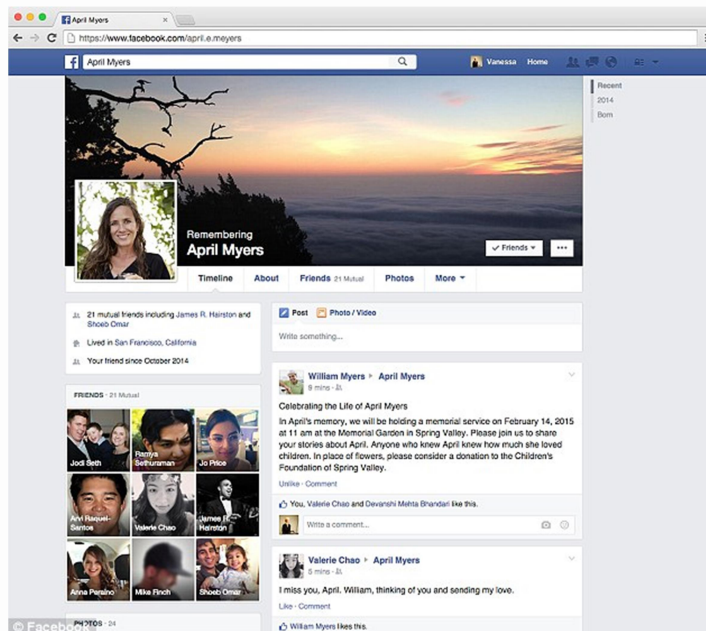 April Myers
https://www.facebook.com/april.e.meyers
April Myers
Vanessa Home
Recent
2014
Born
Remembering
April Myers
Friends
Timeline About Friends 21 Mutual Photos More
21 mutual friends including James R. Hairston and
Shoeb Omar
Lived in San Francisco, California
Your friend since October 2014
FRIENDS · 21 Mutual
Jodi Seth
Ramya
Sethuraman
Jo Price
Arvi Raquel-
Santos
Valerie Chao
James R.
Hairston
Anna Peraino
Mike Finch
Shoeb Omar
PHOTOS · 24
© Facebook
Post Photo / Video
Write something...
William Myers ▸ April Myers
9 mins ·
Celebrating the Life of April Myers
In April's memory, we will be holding a memorial service on February 14, 2015
at 11 am at the Memorial Garden in Spring Valley. Please join us to share
your stories about April. Anyone who knew April knew how much she loved
children. In place of flowers, please consider a donation to the Children's
Foundation of Spring Valley.
Unlike · Comment
You, Valerie Chao and Devanshi Mehta Bhandari like this.
Write a comment...
Valerie Chao ▸ April Myers
5 mins ·
I miss you, April. William, thinking of you and sending my love.
Like · Comment
William Myers likes this.